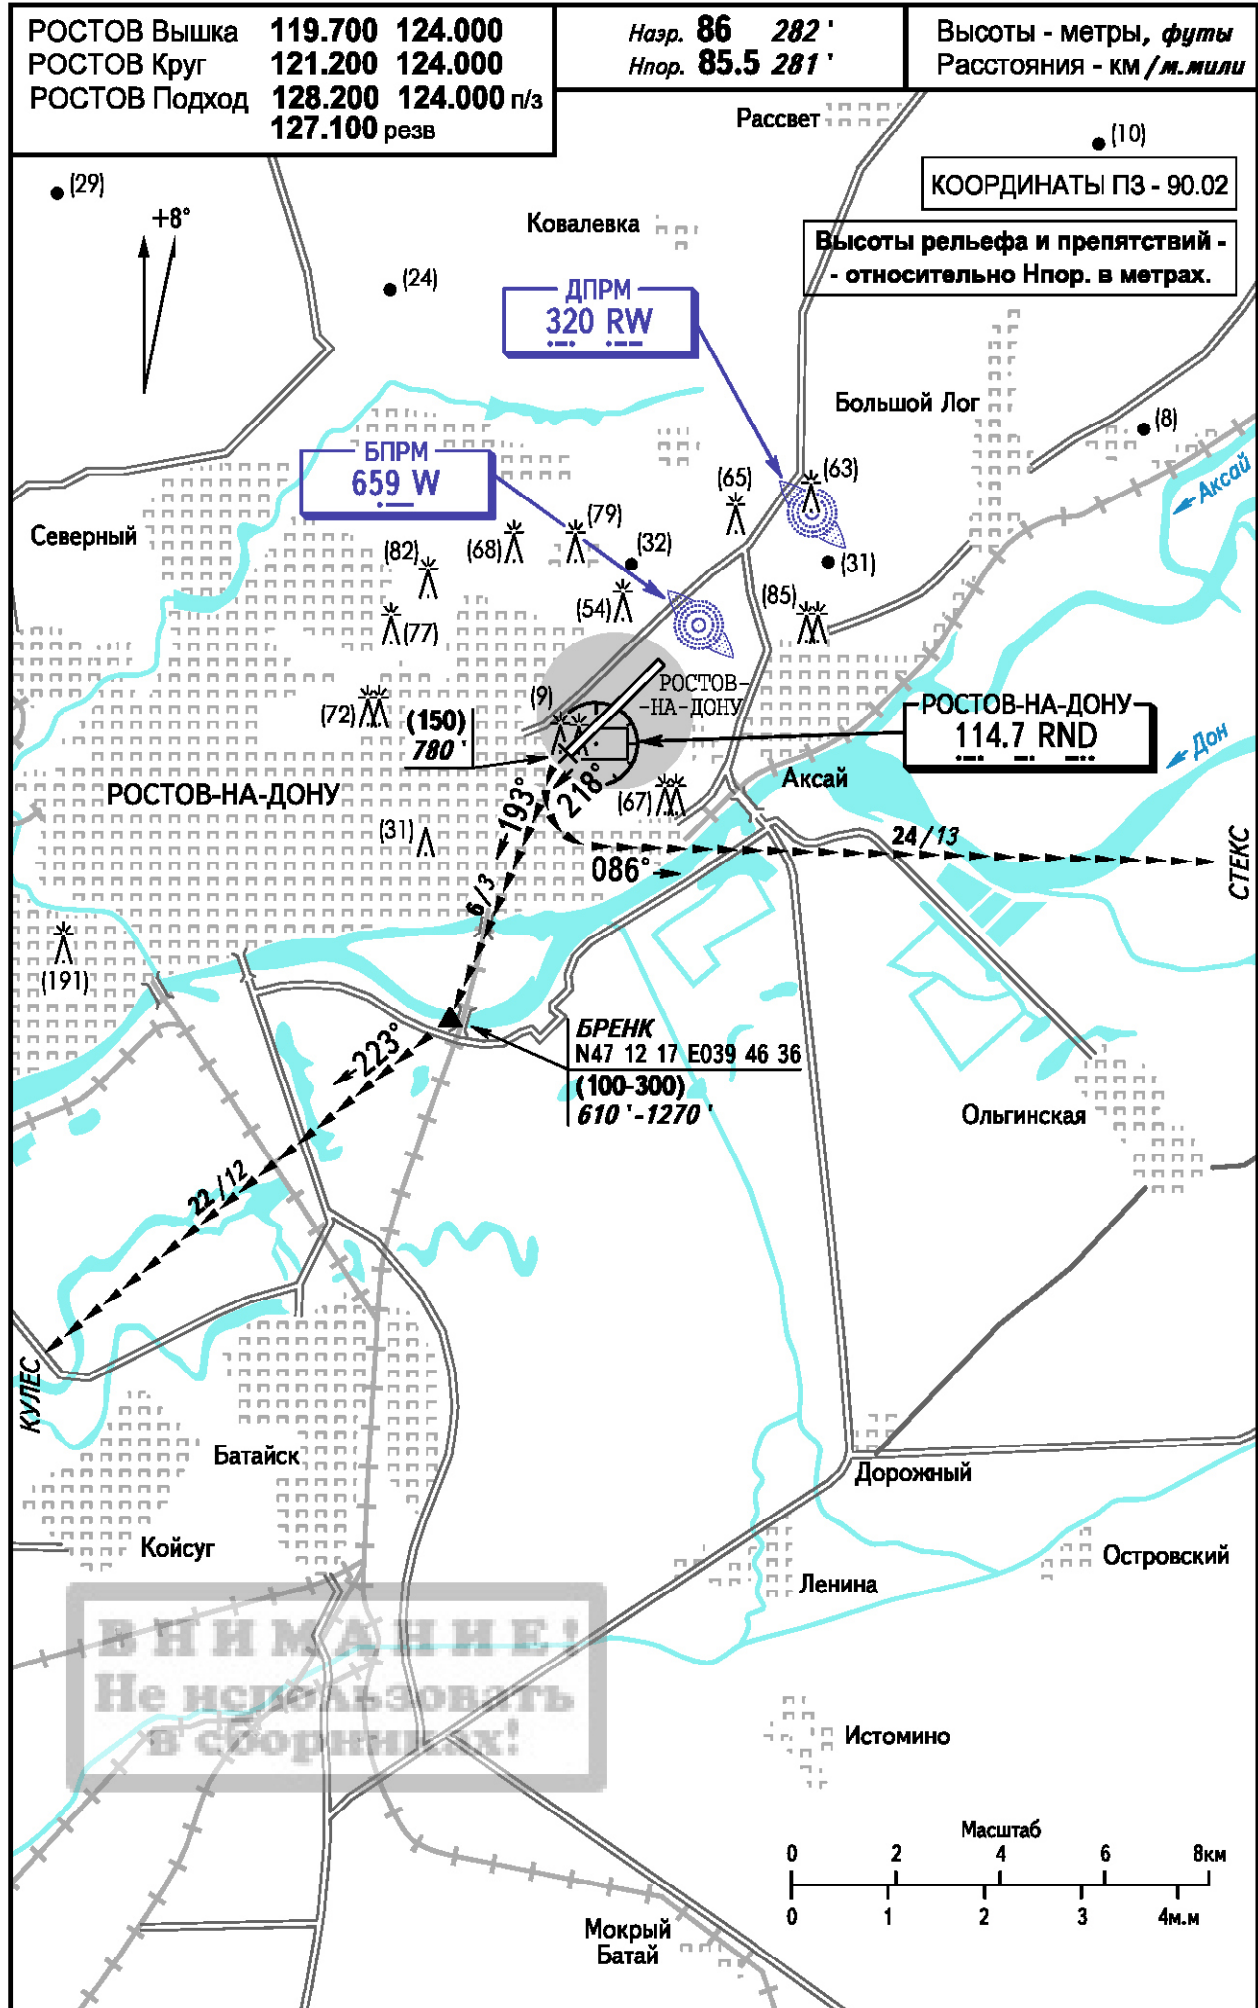 РОСТОВ Вышка 119.700 124.000
РОСТОВ Круг 121.200 124.000
РОСТОВ Подход 128.200 124.000 п/з
127.100 резв
Наэр. 86 282 '
Нпор. 85.5 281 '
Высоты - метры, футы
Расстояния - км / м.мили
Рассвет
(10)
КООРДИНАТЫ ПЗ - 90.02
(29)
+8°
Ковалевка
Высоты рельефа и препятствий -
- относительно Нпор. в метрах.
(24)
ДПРМ
320 RW
Большой Лог
(8)
БПРМ
659 W
Аксай
(65)
(63)
Северный
(79)
(68)
(82)
(32)
(31)
(54)
(85)
(77)
РОСТОВ-
-НА-ДОНУ
(9)
(72)
(150)
780 '
РОСТОВ-НА-ДОНУ
114.7 RND
Дон
Аксай
218°
193°
(67)
РОСТОВ-НА-ДОНУ
(31)
24/13
086°
СТЕКС
6/3
(191)
БРЕНК
N47 12 17 E039 46 36
(100-300)
610 '-1270 '
223°
Ольгинская
22/12
КУЛЕС
Батайск
Дорожный
Койсуг
Островский
Ленина
ВНИМАНИЕ!
Не использовать
в сборниках!
Истомино
Масштаб
0 2 4 6 8км
0 1 2 3 4м.м
Мокрый
Батай